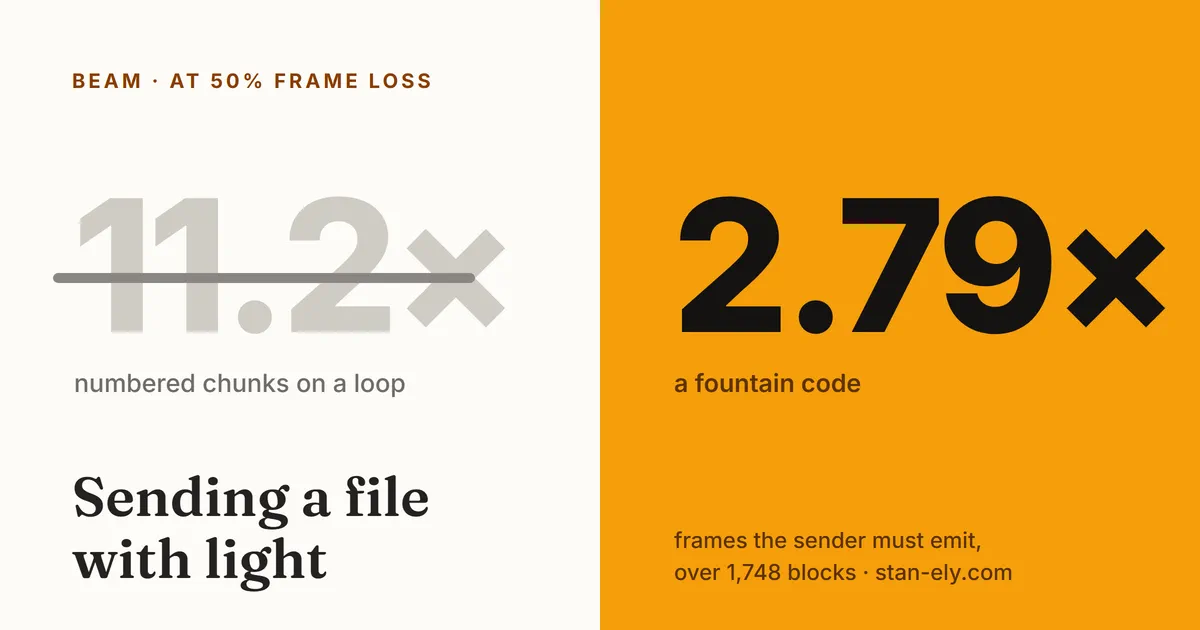 BEAM · AT 50% FRAME LOSS
11.2×
numbered chunks on a loop
Sending a file
with light
2.79×
a fountain code
frames the sender must emit,
over 1,748 blocks · stan-ely.com